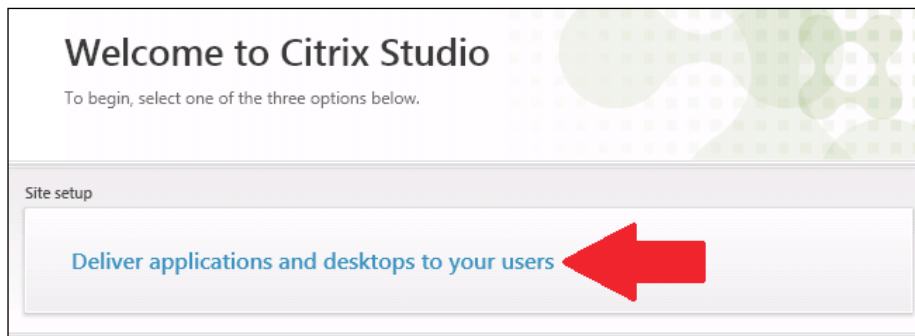 Welcome to Citrix Studio
To begin, select one of the three options below.
Site setup
Deliver applications and desktops to your users